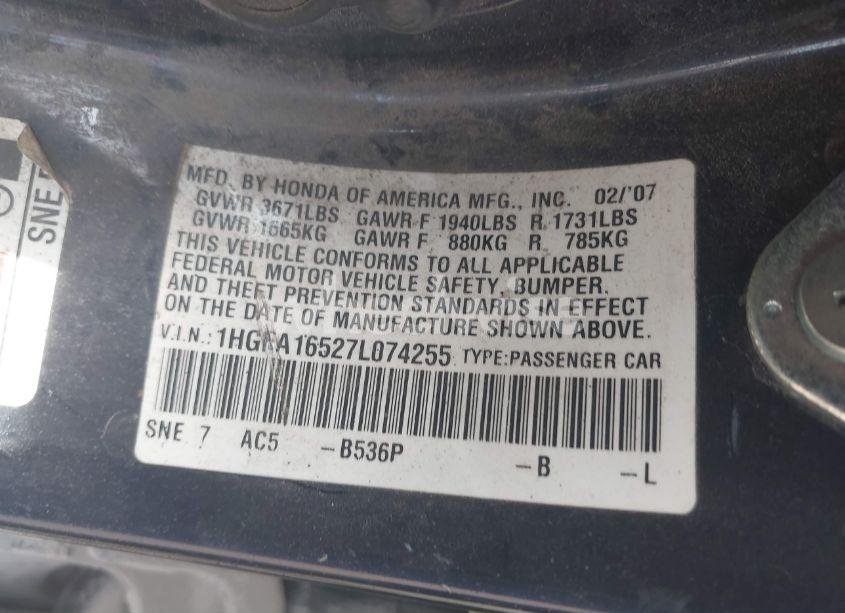 MFD. BY HONDA OF AMERICA MFG., INC. 02/'07
GVWR 3671LBS GAWR F 1940LBS R 1731LBS
GVWR 1665KG GAWR F 880KG R 785KG
THIS VEHICLE CONFORMS TO ALL APPLICABLE
FEDERAL MOTOR VEHICLE SAFETY, BUMPER,
AND THEFT PREVENTION STANDARDS IN EFFECT
ON THE DATE OF MANUFACTURE SHOWN ABOVE.
V.I.N.: 1HGFA16527L074255 TYPE:PASSENGER CAR
SNE 7 AC5 -B536P -B -L
SNE